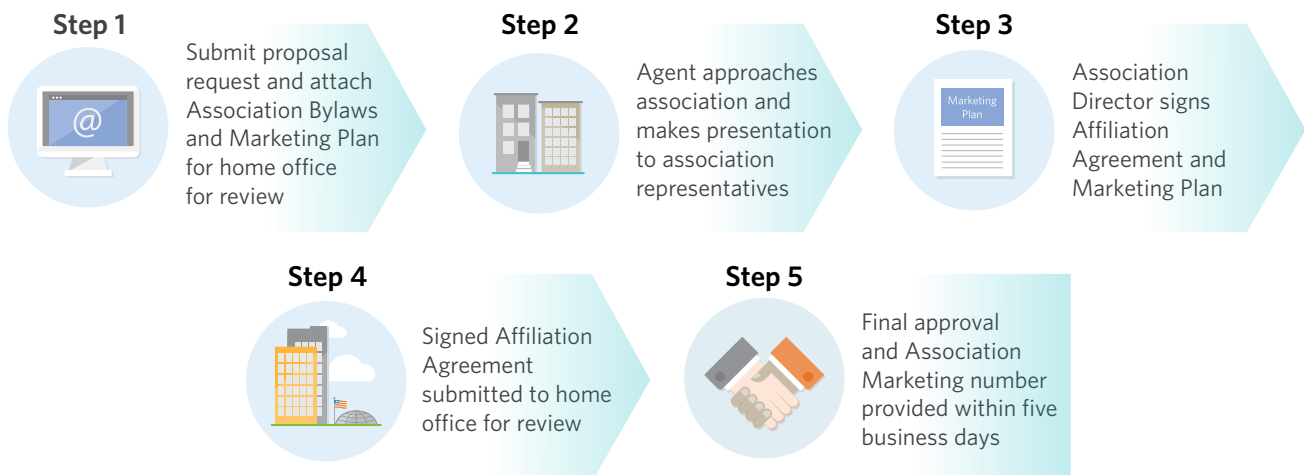 Step 1
Submit proposal
request and attach
Association Bylaws
and Marketing Plan
for home office
for review
@
Step 2
Agent approaches
association and
makes presentation
to association
representatives
Step 3
Marketing
Plan
Association
Director signs
Affiliation
Agreement and
Marketing Plan
Step 4
Signed Affiliation
Agreement
submitted to home
office for review
Step 5
Final approval
and Association
Marketing number
provided within five
business days